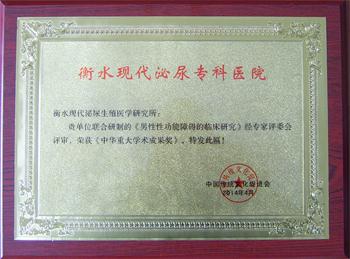 衡水现代泌尿专科医院
衡水现代泌尿生殖医学研究所：
贵单位联合研制的《男性性功能障碍的临床研究》经专家评委会
评审，荣获《中华重大学术成果奖》，特发此匾！
中国传统文化促进会
2014年4月